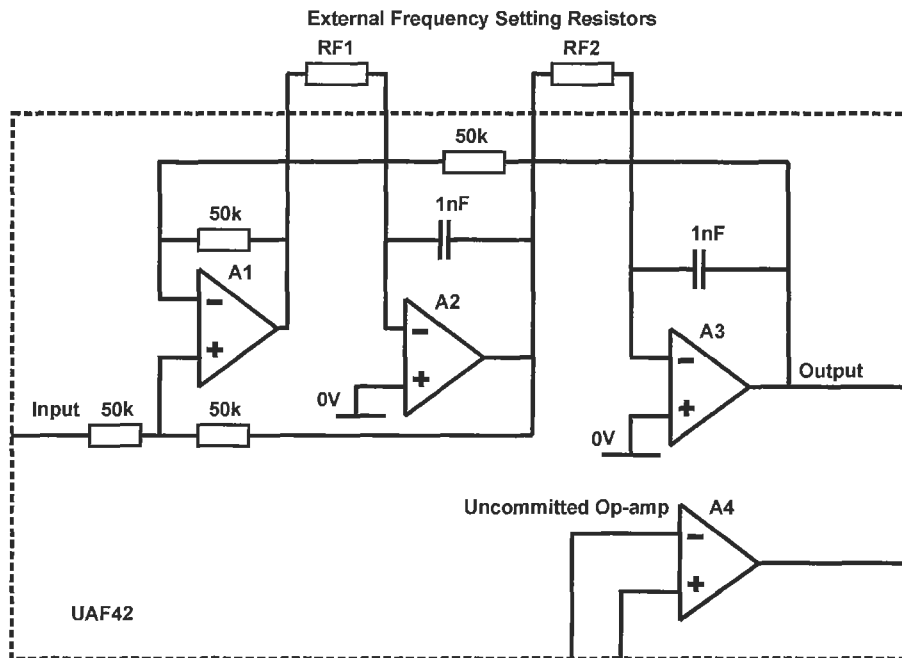 External Frequency Setting Resistors
RF1
RF2
50k
50k
1nF
1nF
A1
A2
A3
−
+
−
+
−
+
0V
0V
Input
50k
50k
Output
Uncommitted Op-amp
A4
−
+
UAF42